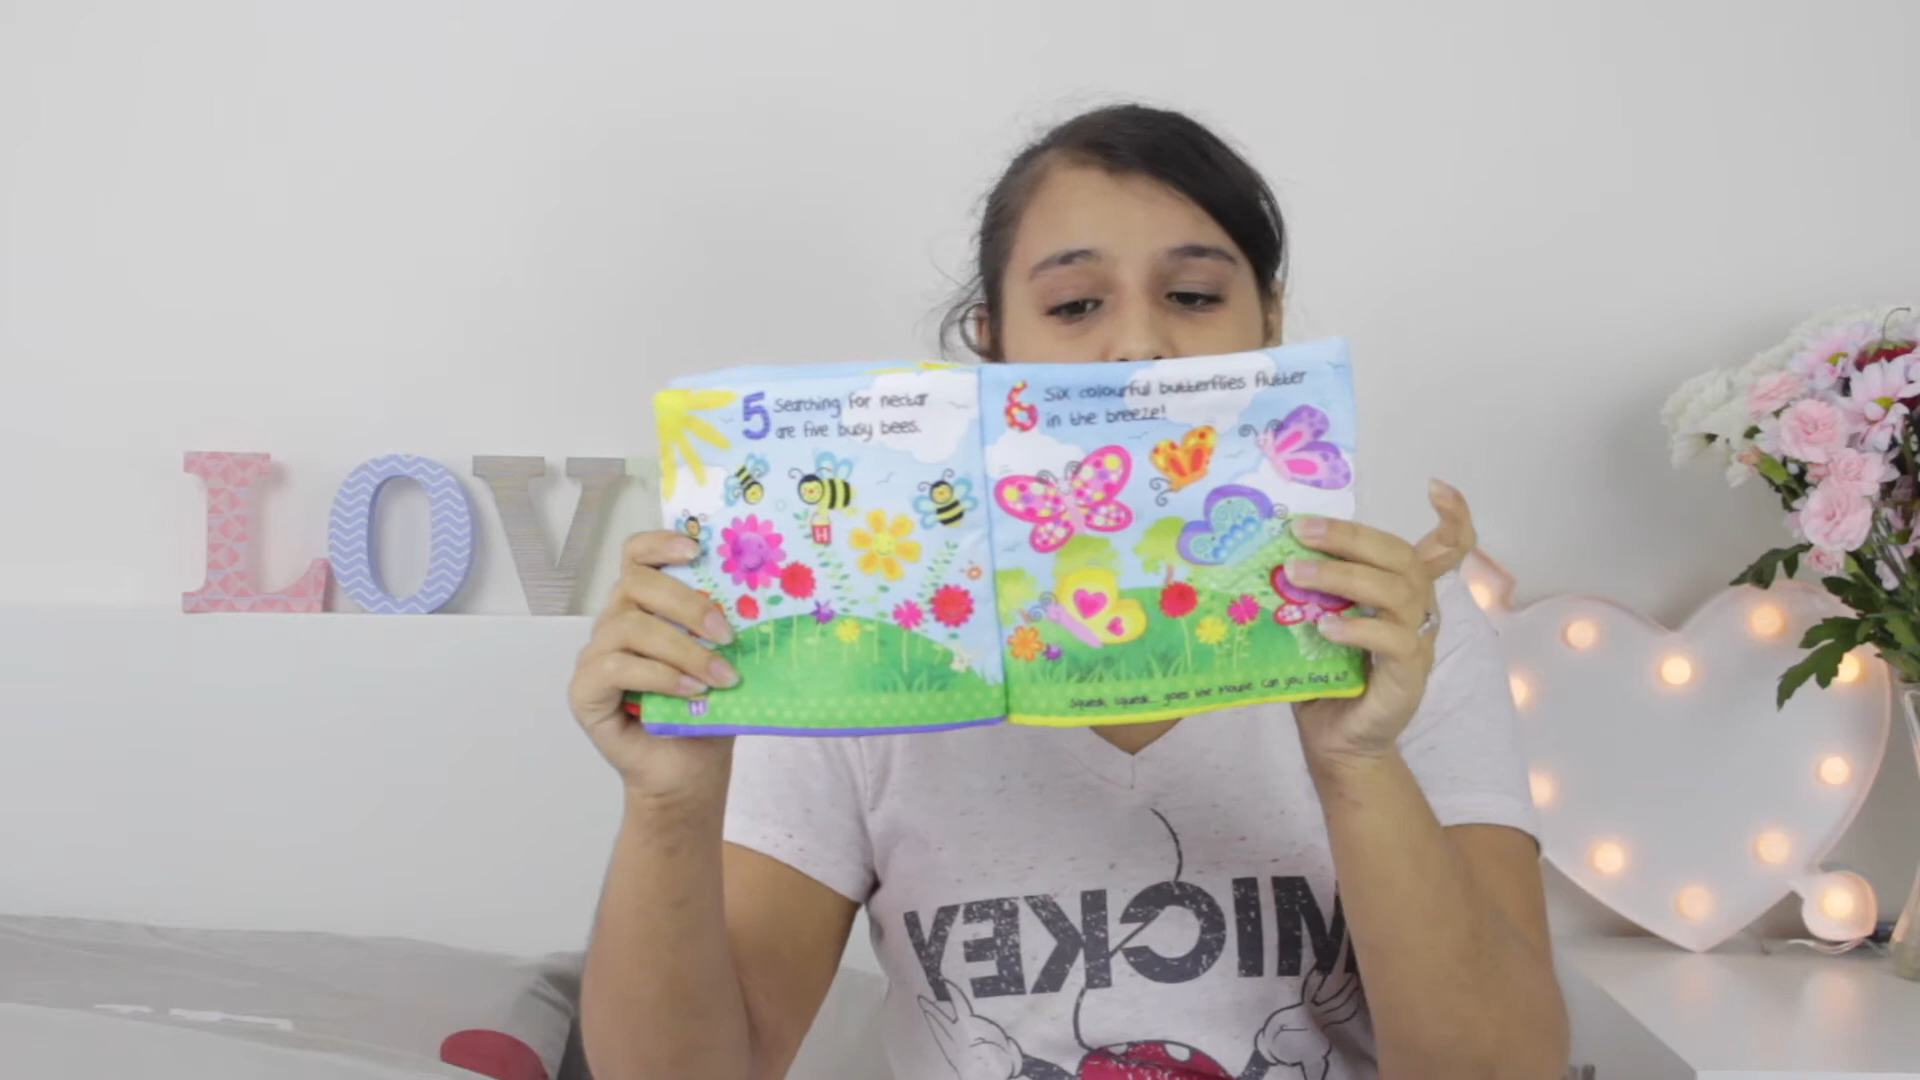 LOV
5 Searching for nectar
are five busy bees.
H
H
6 Six colourful butterflies flutter
in the breeze!
Squeak, squeak... goes the mouse. Can you find it?
MICKEY